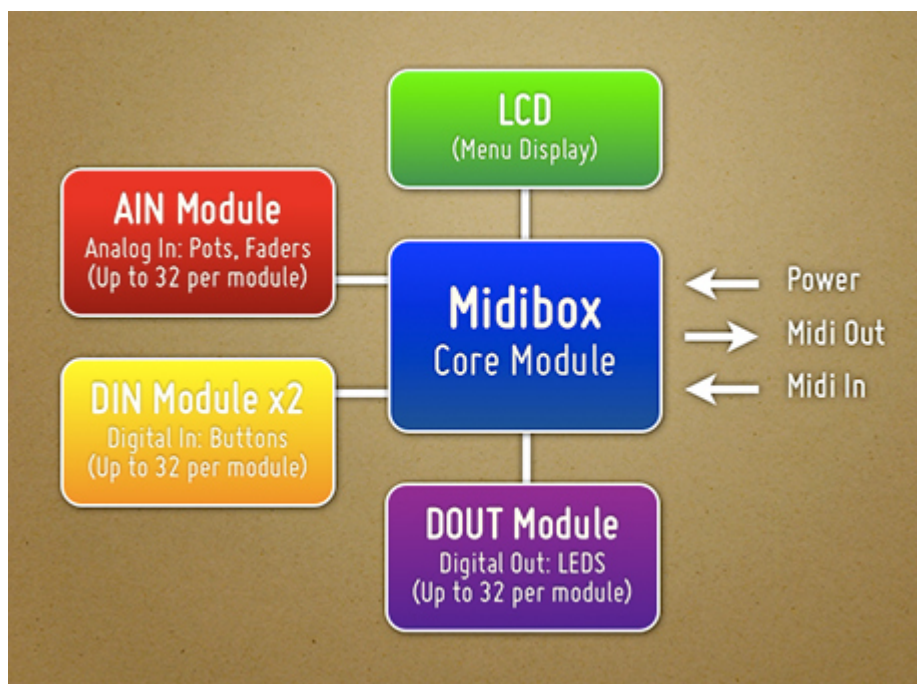 LCD
(Menu Display)
AIN Module
Analog In: Pots, Faders
(Up to 32 per module)
Midibox
Core Module
Power
Midi Out
Midi In
DIN Module x2
Digital In: Buttons
(Up to 32 per module)
DOUT Module
Digital Out: LEDS
(Up to 32 per module)